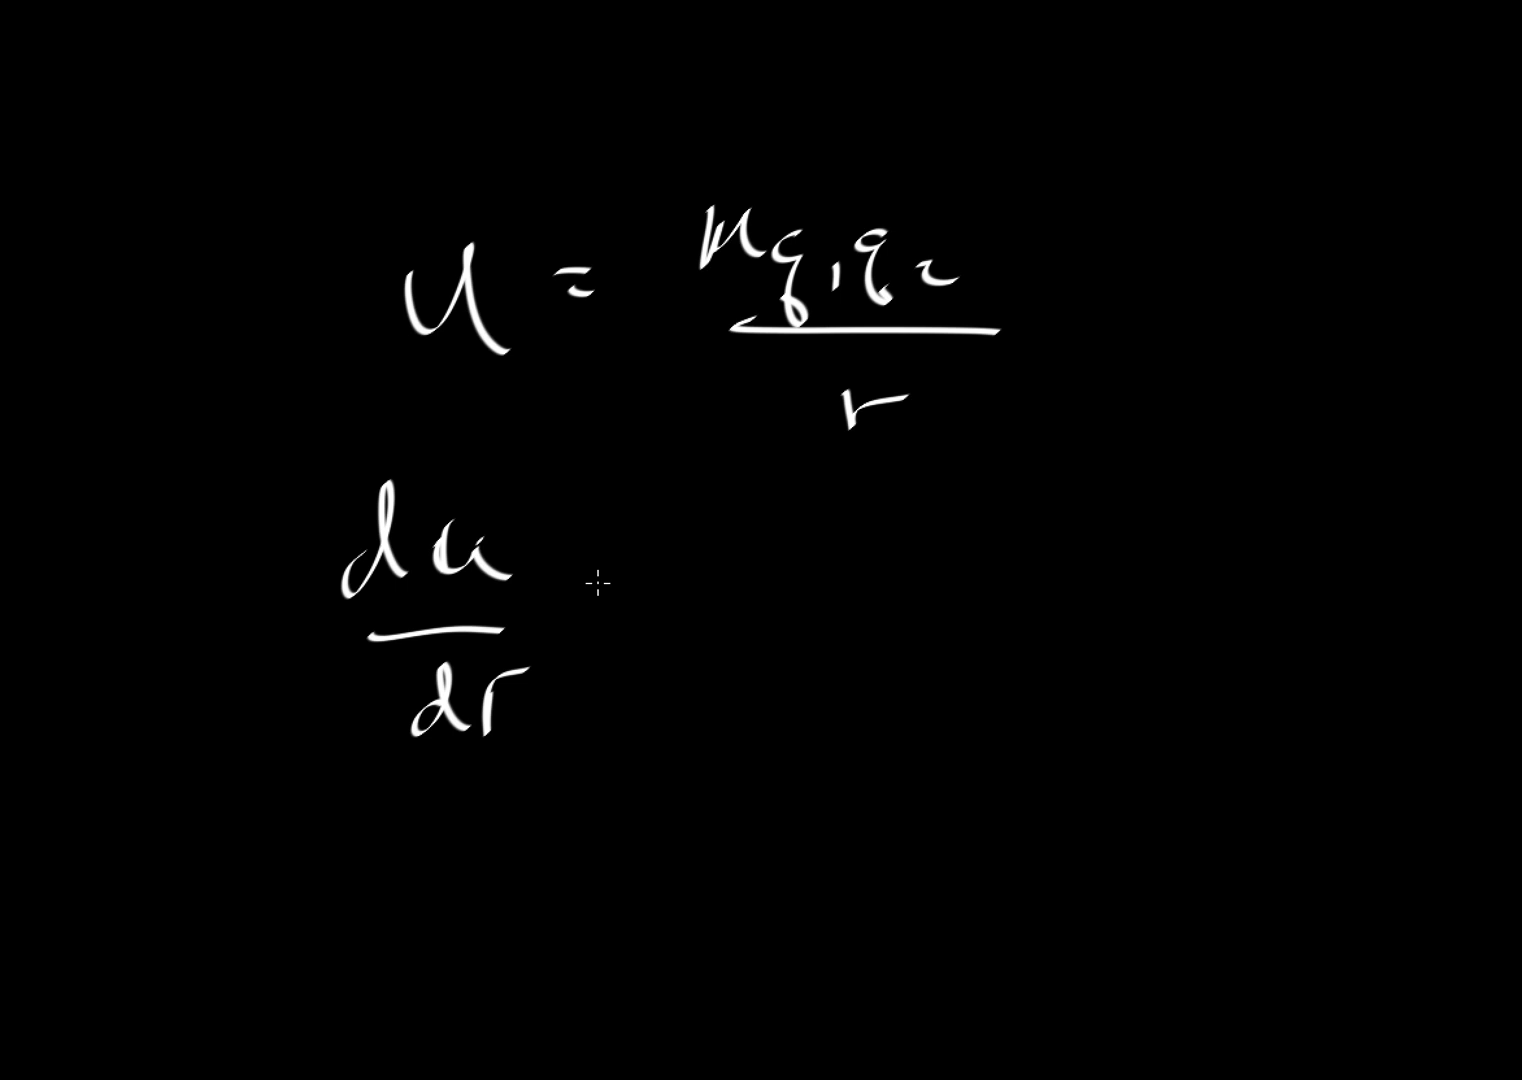 U = kq₁q₂
r
du
dr